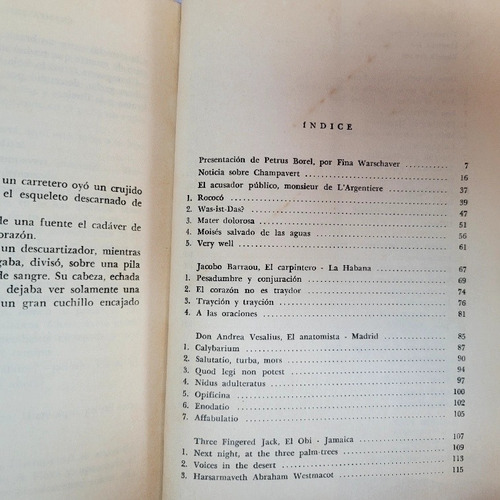 un carretero oyó un crujido
el esqueleto descarnado de
de una fuente el cadáver de
orazón.
un descuartizador, mientras
gaba, divisó, sobre una pila
de sangre. Su cabeza, echada
dejaba ver solamente una
un gran cuchillo encajado
ÍNDICE
Presentación de Petrus Borel, por Fina Warschaver ........ 7
Noticia sobre Champavert ........ 16
El acusador público, monsieur de L'Argentiere ........ 37
1. Rococó ........ 39
2. Was-ist-Das? ........ 47
3. Mater dolorosa ........ 51
4. Moisés salvado de las aguas ........ 56
5. Very well ........ 61
Jacobo Barraou, El carpintero - La Habana ........ 67
1. Pesadumbre y conjuración ........ 69
2. El corazón no es traydor ........ 74
3. Trayción y trayción ........ 76
4. A las oraciones ........ 81
Don Andrea Vesalius, El anatomista - Madrid ........ 85
1. Calybarium ........ 87
2. Salutatio, turba, mors ........ 90
3. Quod legi non potest ........ 94
4. Nidus adulteratus ........ 97
5. Opificina ........ 100
6. Enodatio ........ 102
7. Affabulatio ........ 105
Three Fingered Jack, El Obi - Jamaica ........ 107
1. Next night, at the three palm-trees ........ 109
2. Voices in the desert ........ 113
3. Harsarmaveth Abraham Westmacot ........ 115